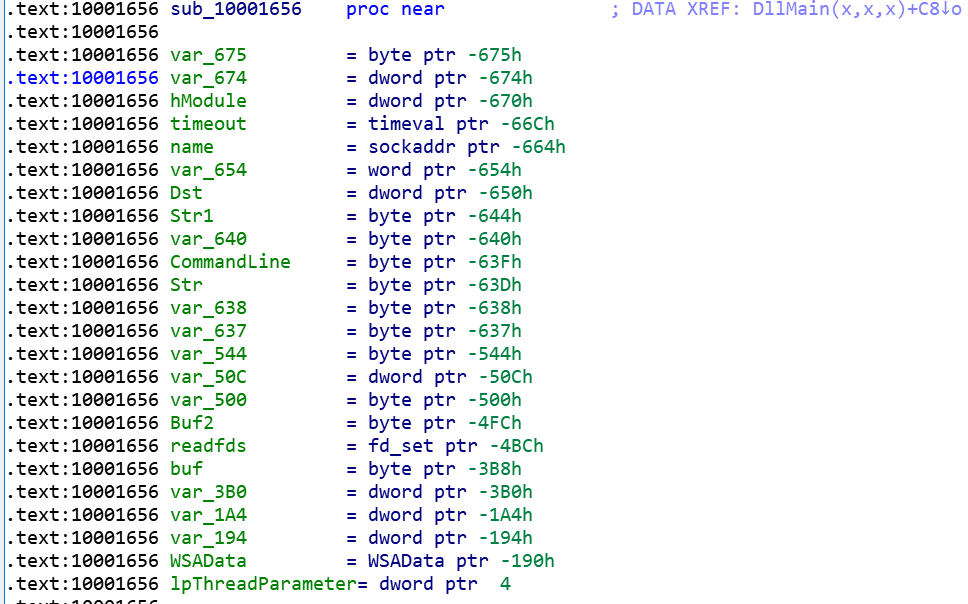 .text:10001656 sub_10001656    proc near               ; DATA XREF: DllMain(x,x,x)+C8↓o
.text:10001656
.text:10001656 var_675         = byte ptr -675h
.text:10001656 var_674         = dword ptr -674h
.text:10001656 hModule         = dword ptr -670h
.text:10001656 timeout         = timeval ptr -66Ch
.text:10001656 name            = sockaddr ptr -664h
.text:10001656 var_654         = word ptr -654h
.text:10001656 Dst             = dword ptr -650h
.text:10001656 Str1            = byte ptr -644h
.text:10001656 var_640         = byte ptr -640h
.text:10001656 CommandLine     = byte ptr -63Fh
.text:10001656 Str             = byte ptr -63Dh
.text:10001656 var_638         = byte ptr -638h
.text:10001656 var_637         = byte ptr -637h
.text:10001656 var_544         = byte ptr -544h
.text:10001656 var_50C         = dword ptr -50Ch
.text:10001656 var_500         = byte ptr -500h
.text:10001656 Buf2            = byte ptr -4FCh
.text:10001656 readfds         = fd_set ptr -4BCh
.text:10001656 buf             = byte ptr -3B8h
.text:10001656 var_3B0         = dword ptr -3B0h
.text:10001656 var_1A4         = dword ptr -1A4h
.text:10001656 var_194         = dword ptr -194h
.text:10001656 WSAData         = WSAData ptr -190h
.text:10001656 lpThreadParameter= dword ptr  4